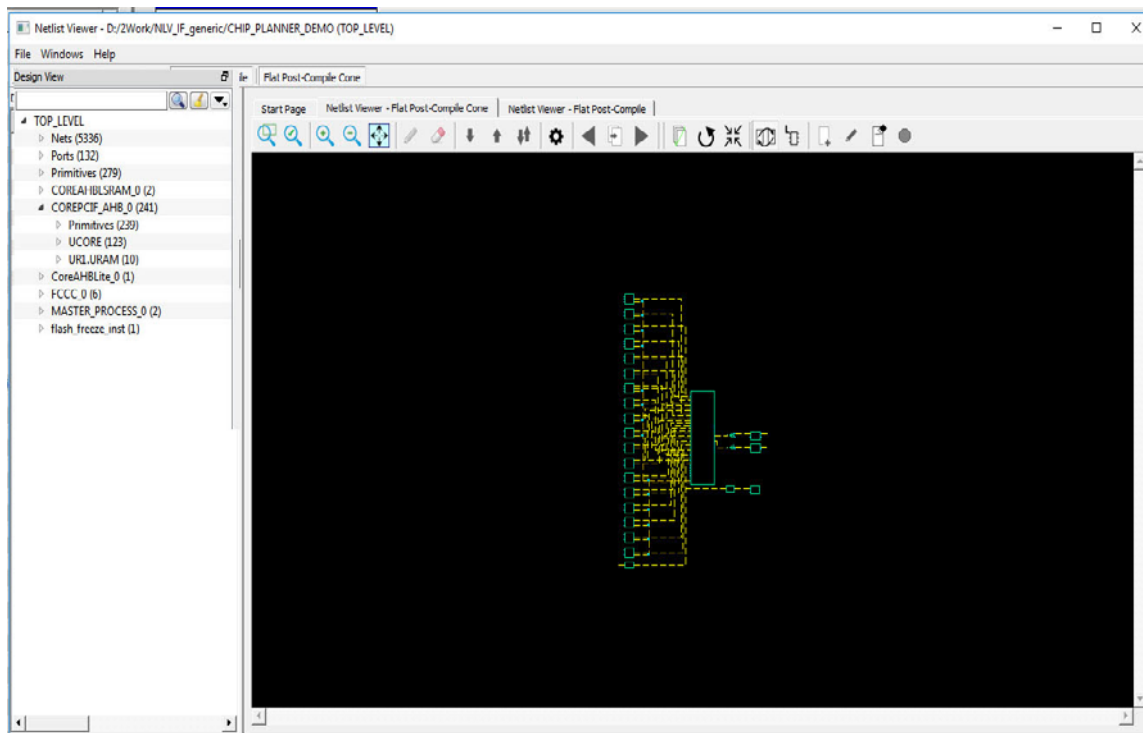 Netlist Viewer - D:/2Work/NLV_IF_generic/CHIP_PLANNER_DEMO (TOP_LEVEL)
File Windows Help
Design View
le Flat Post-Compile Cone
Start Page Netlist Viewer - Flat Post-Compile Cone Netlist Viewer - Flat Post-Compile
TOP_LEVEL
Nets (5336)
Ports (132)
Primitives (279)
COREAHBLSRAM_0 (2)
COREPCIF_AHB_0 (241)
Primitives (239)
UCORE (123)
UR1.URAM (10)
CoreAHBLite_0 (1)
FCCC_0 (6)
MASTER_PROCESS_0 (2)
flash_freeze_inst (1)